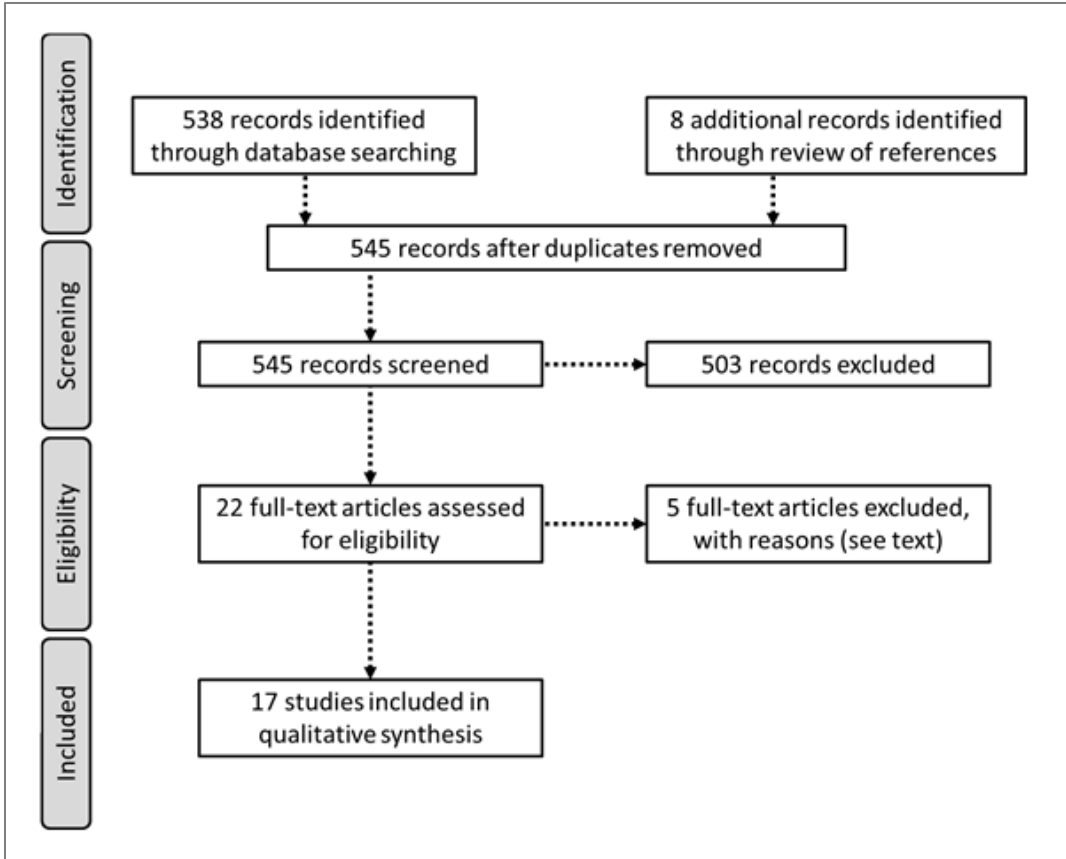 Identification
538 records identified
through database searching
8 additional records identified
through review of references
545 records after duplicates removed
Screening
545 records screened
503 records excluded
Eligibility
22 full-text articles assessed
for eligibility
5 full-text articles excluded,
with reasons (see text)
Included
17 studies included in
qualitative synthesis